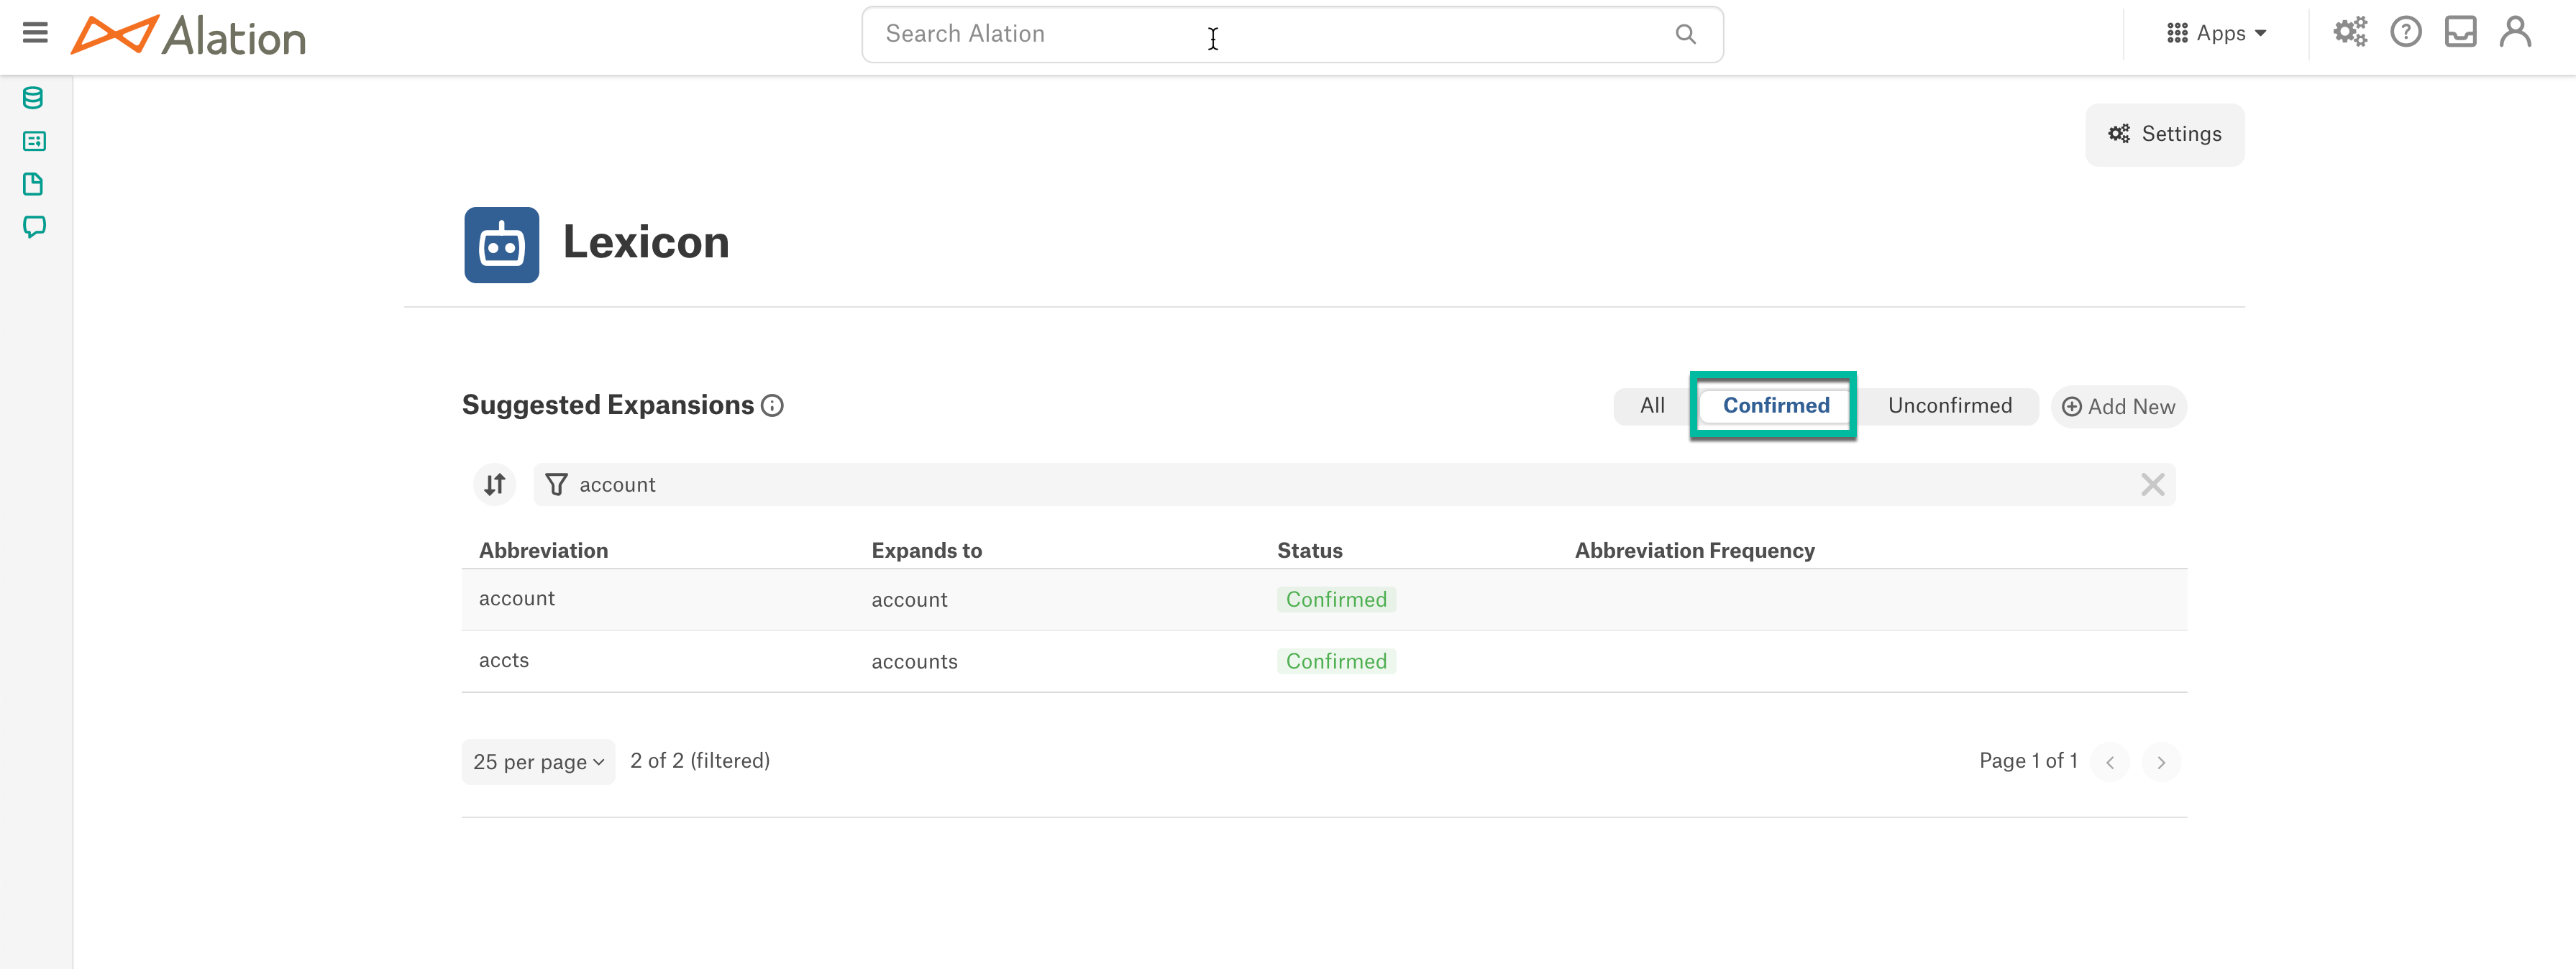 Alation
Search Alation
Apps
Settings
Lexicon
Suggested Expansions
All Confirmed Unconfirmed Add New
account
Abbreviation Expands to Status Abbreviation Frequency
account account Confirmed
accts accounts Confirmed
25 per page 2 of 2 (filtered) Page 1 of 1